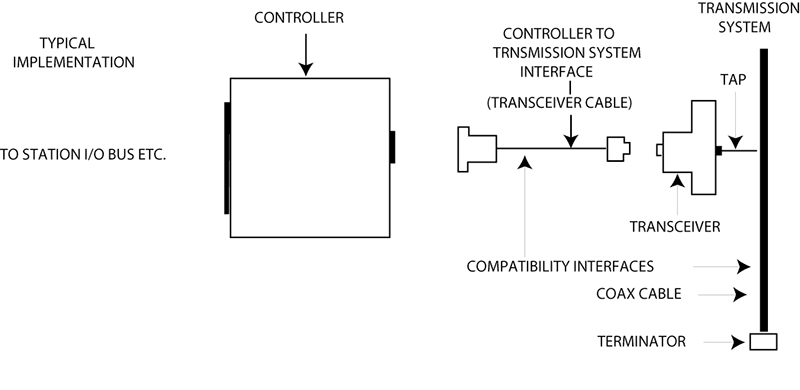 TRANSMISSION
SYSTEM
CONTROLLER
CONTROLLER TO
TRNSMISSION SYSTEM
INTERFACE
(TRANSCEIVER CABLE)
TYPICAL
IMPLEMENTATION
TAP
TO STATION I/O BUS ETC.
TRANSCEIVER
COMPATIBILITY INTERFACES
COAX CABLE
TERMINATOR